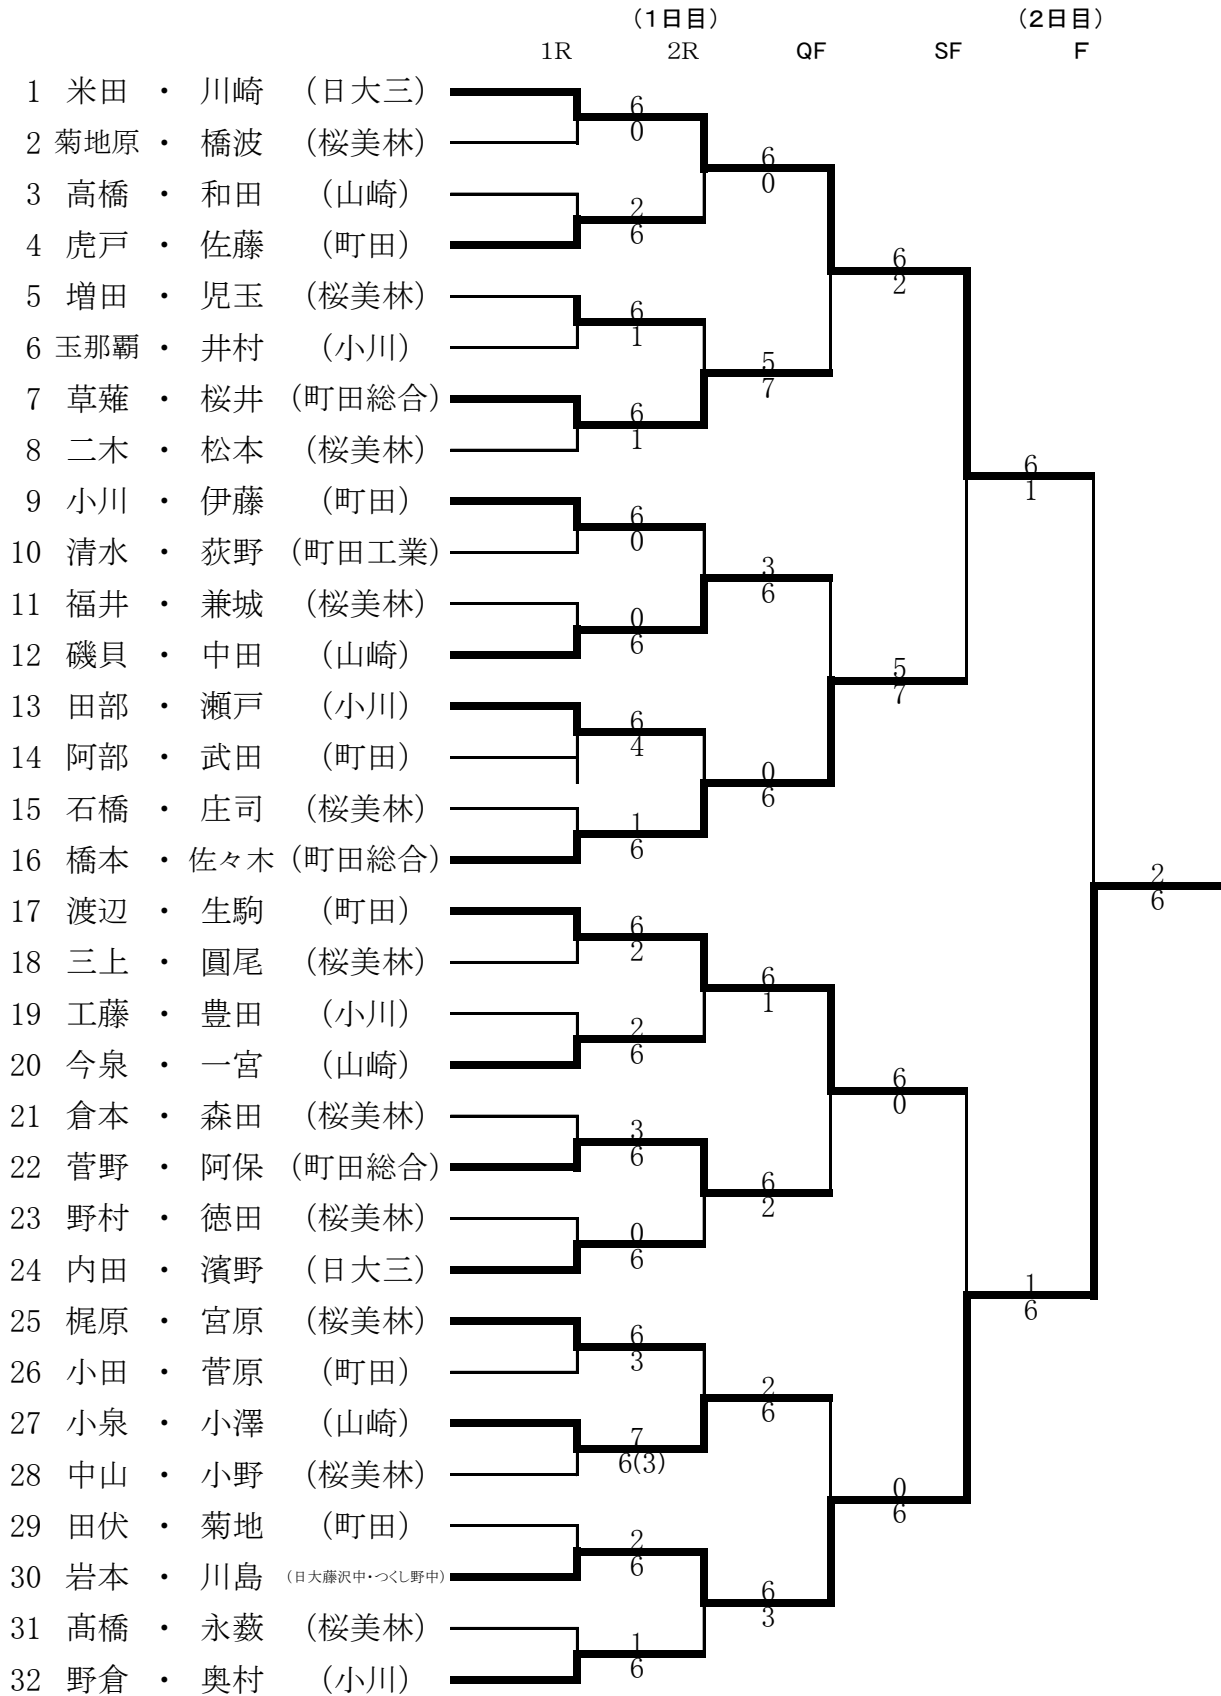 (1日目) (2日目)
1R 2R QF SF F
1 米田 ・ 川崎 (日大三)
6
0
2 菊地原 ・ 橋波 (桜美林)
6
0
3 高橋 ・ 和田 (山崎)
2
6
4 虎戸 ・ 佐藤 (町田)
6
2
5 増田 ・ 児玉 (桜美林)
6
1
6 玉那覇 ・ 井村 (小川)
5
7
7 草薙 ・ 桜井 (町田総合)
6
1
8 二木 ・ 松本 (桜美林)
6
1
9 小川 ・ 伊藤 (町田)
6
0
10 清水 ・ 荻野 (町田工業)
3
6
11 福井 ・ 兼城 (桜美林)
0
6
12 磯貝 ・ 中田 (山崎)
5
7
13 田部 ・ 瀬戸 (小川)
6
4
14 阿部 ・ 武田 (町田)
0
6
15 石橋 ・ 庄司 (桜美林)
1
6
16 橋本 ・ 佐々木 (町田総合)
2
6
17 渡辺 ・ 生駒 (町田)
6
2
18 三上 ・ 圓尾 (桜美林)
6
1
19 工藤 ・ 豊田 (小川)
2
6
20 今泉 ・ 一宮 (山崎)
6
0
21 倉本 ・ 森田 (桜美林)
3
6
22 菅野 ・ 阿保 (町田総合)
6
2
23 野村 ・ 徳田 (桜美林)
0
6
24 内田 ・ 濱野 (日大三)
1
6
25 梶原 ・ 宮原 (桜美林)
6
3
26 小田 ・ 菅原 (町田)
2
6
27 小泉 ・ 小澤 (山崎)
7
6(3)
28 中山 ・ 小野 (桜美林)
0
6
29 田伏 ・ 菊地 (町田)
2
6
30 岩本 ・ 川島 (日大藤沢中・つくし野中)
6
3
31 髙橋 ・ 永薮 (桜美林)
1
6
32 野倉 ・ 奥村 (小川)